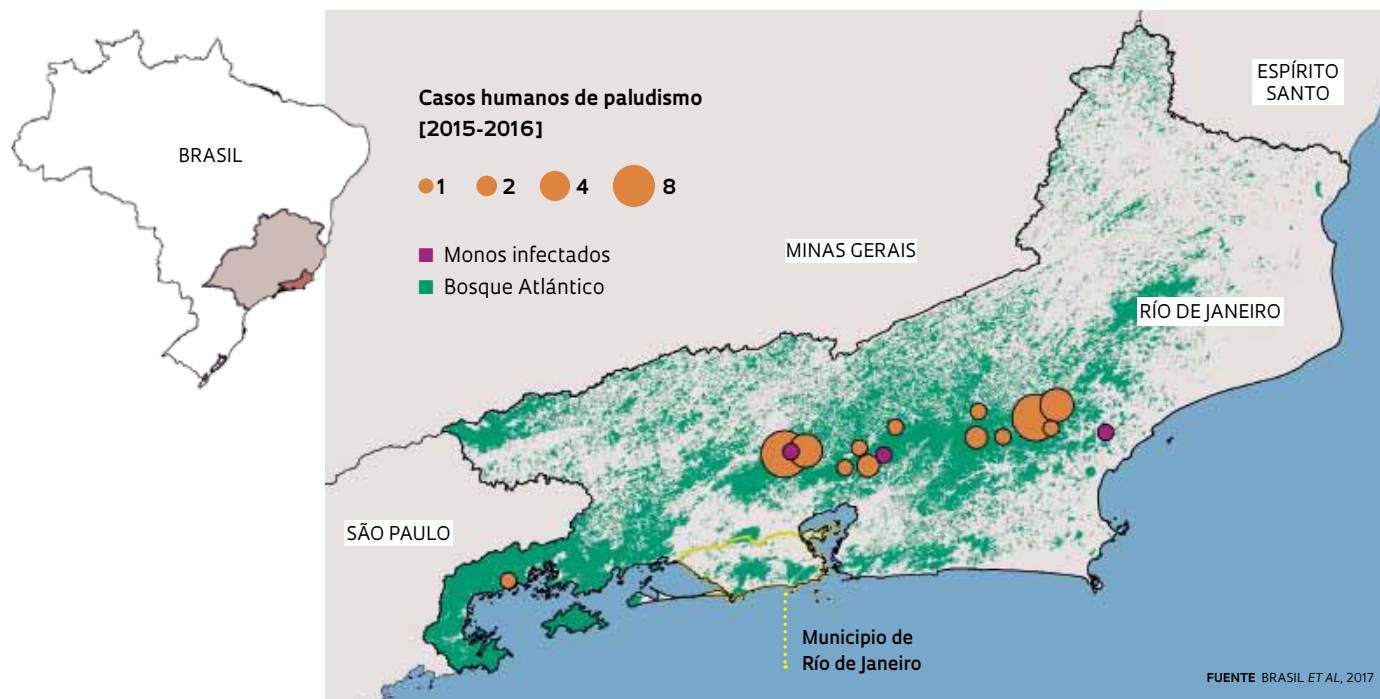 BRASIL
Casos humanos de paludismo
[2015-2016]
1 2 4 8
Monos infectados
Bosque Atlántico
ESPÍRITO
SANTO
MINAS GERAIS
RÍO DE JANEIRO
SÃO PAULO
Municipio de
Río de Janeiro
FUENTE BRASIL ET AL, 2017